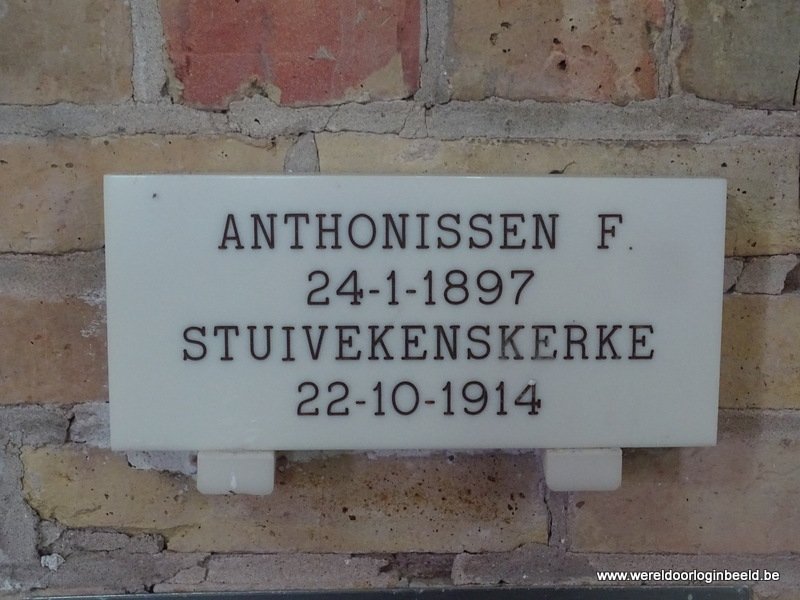 ANTHONISSEN F.
24-1-1897
STUIVEKENSKERKE
22-10-1914
www.wereldoorloginbeeld.be